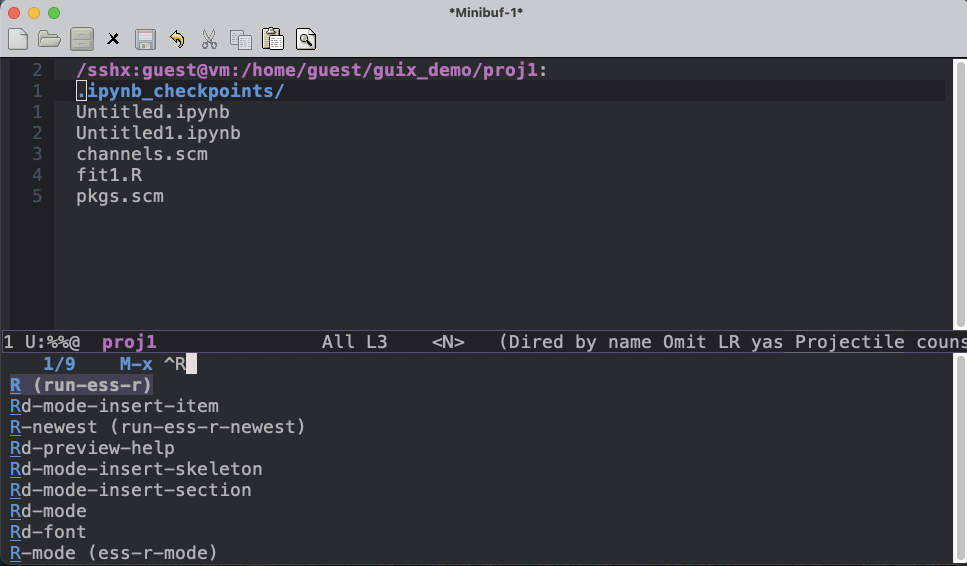 *Minibuf-1*
2 /sshx:guest@vm:/home/guest/guix_demo/proj1:
1 .ipynb_checkpoints/
1 Untitled.ipynb
2 Untitled1.ipynb
3 channels.scm
4 fit1.R
5 pkgs.scm
1 U:%%@ proj1 All L3 <N> (Dired by name Omit LR yas Projectile couns
1/9 M-x ^R
R (run-ess-r)
Rd-mode-insert-item
R-newest (run-ess-r-newest)
Rd-preview-help
Rd-mode-insert-skeleton
Rd-mode-insert-section
Rd-mode
Rd-font
R-mode (ess-r-mode)